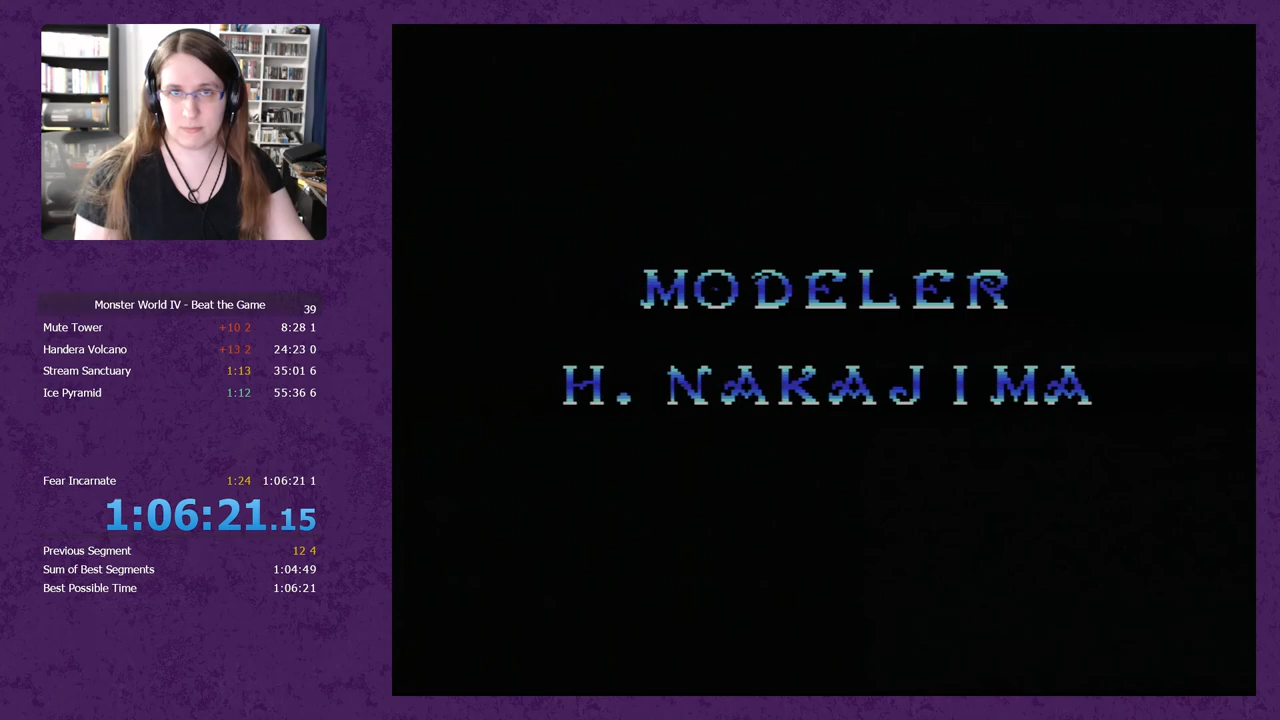 Monster World IV - Beat the Game
39
Mute Tower +10 2 8:28 1
Handera Volcano +13 2 24:23 0
Stream Sanctuary 1:13 35:01 6
Ice Pyramid 1:12 55:36 6
Fear Incarnate 1:24 1:06:21 1
1:06:21.15
Previous Segment 12 4
Sum of Best Segments 1:04:49
Best Possible Time 1:06:21
MODELER
H. NAKAJIMA